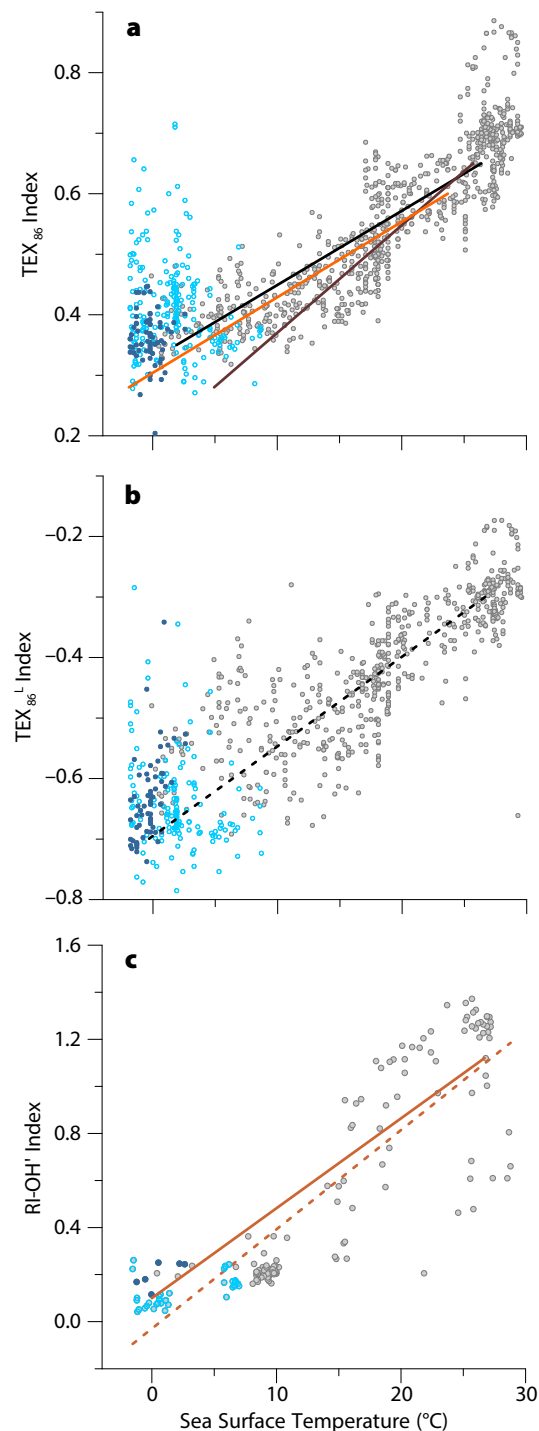 a
0.8
0.6
0.4
0.2
TEX₈₆ Index
b
−0.2
−0.4
−0.6
−0.8
TEX₈₆ᴸ Index
c
1.6
1.2
0.8
0.4
0.0
RI-OH' Index
0 10 20 30
Sea Surface Temperature (°C)